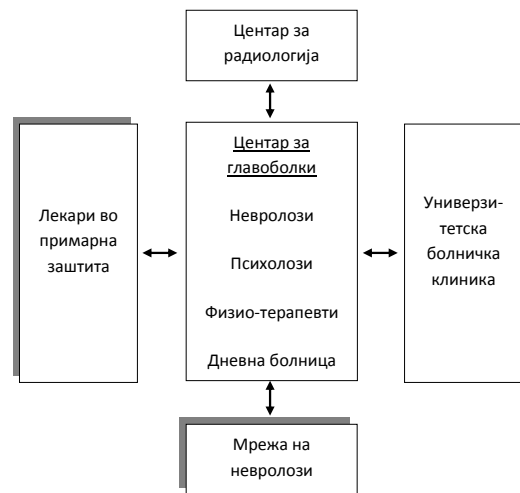 Центар за
радиологија
Центар за
главоболки
Невролози
Психолози
Физио-терапевти
Дневна болница
Лекари во
примарна
заштита
Универзи-
тетска
болничка
клиника
Мрежа на
невролози